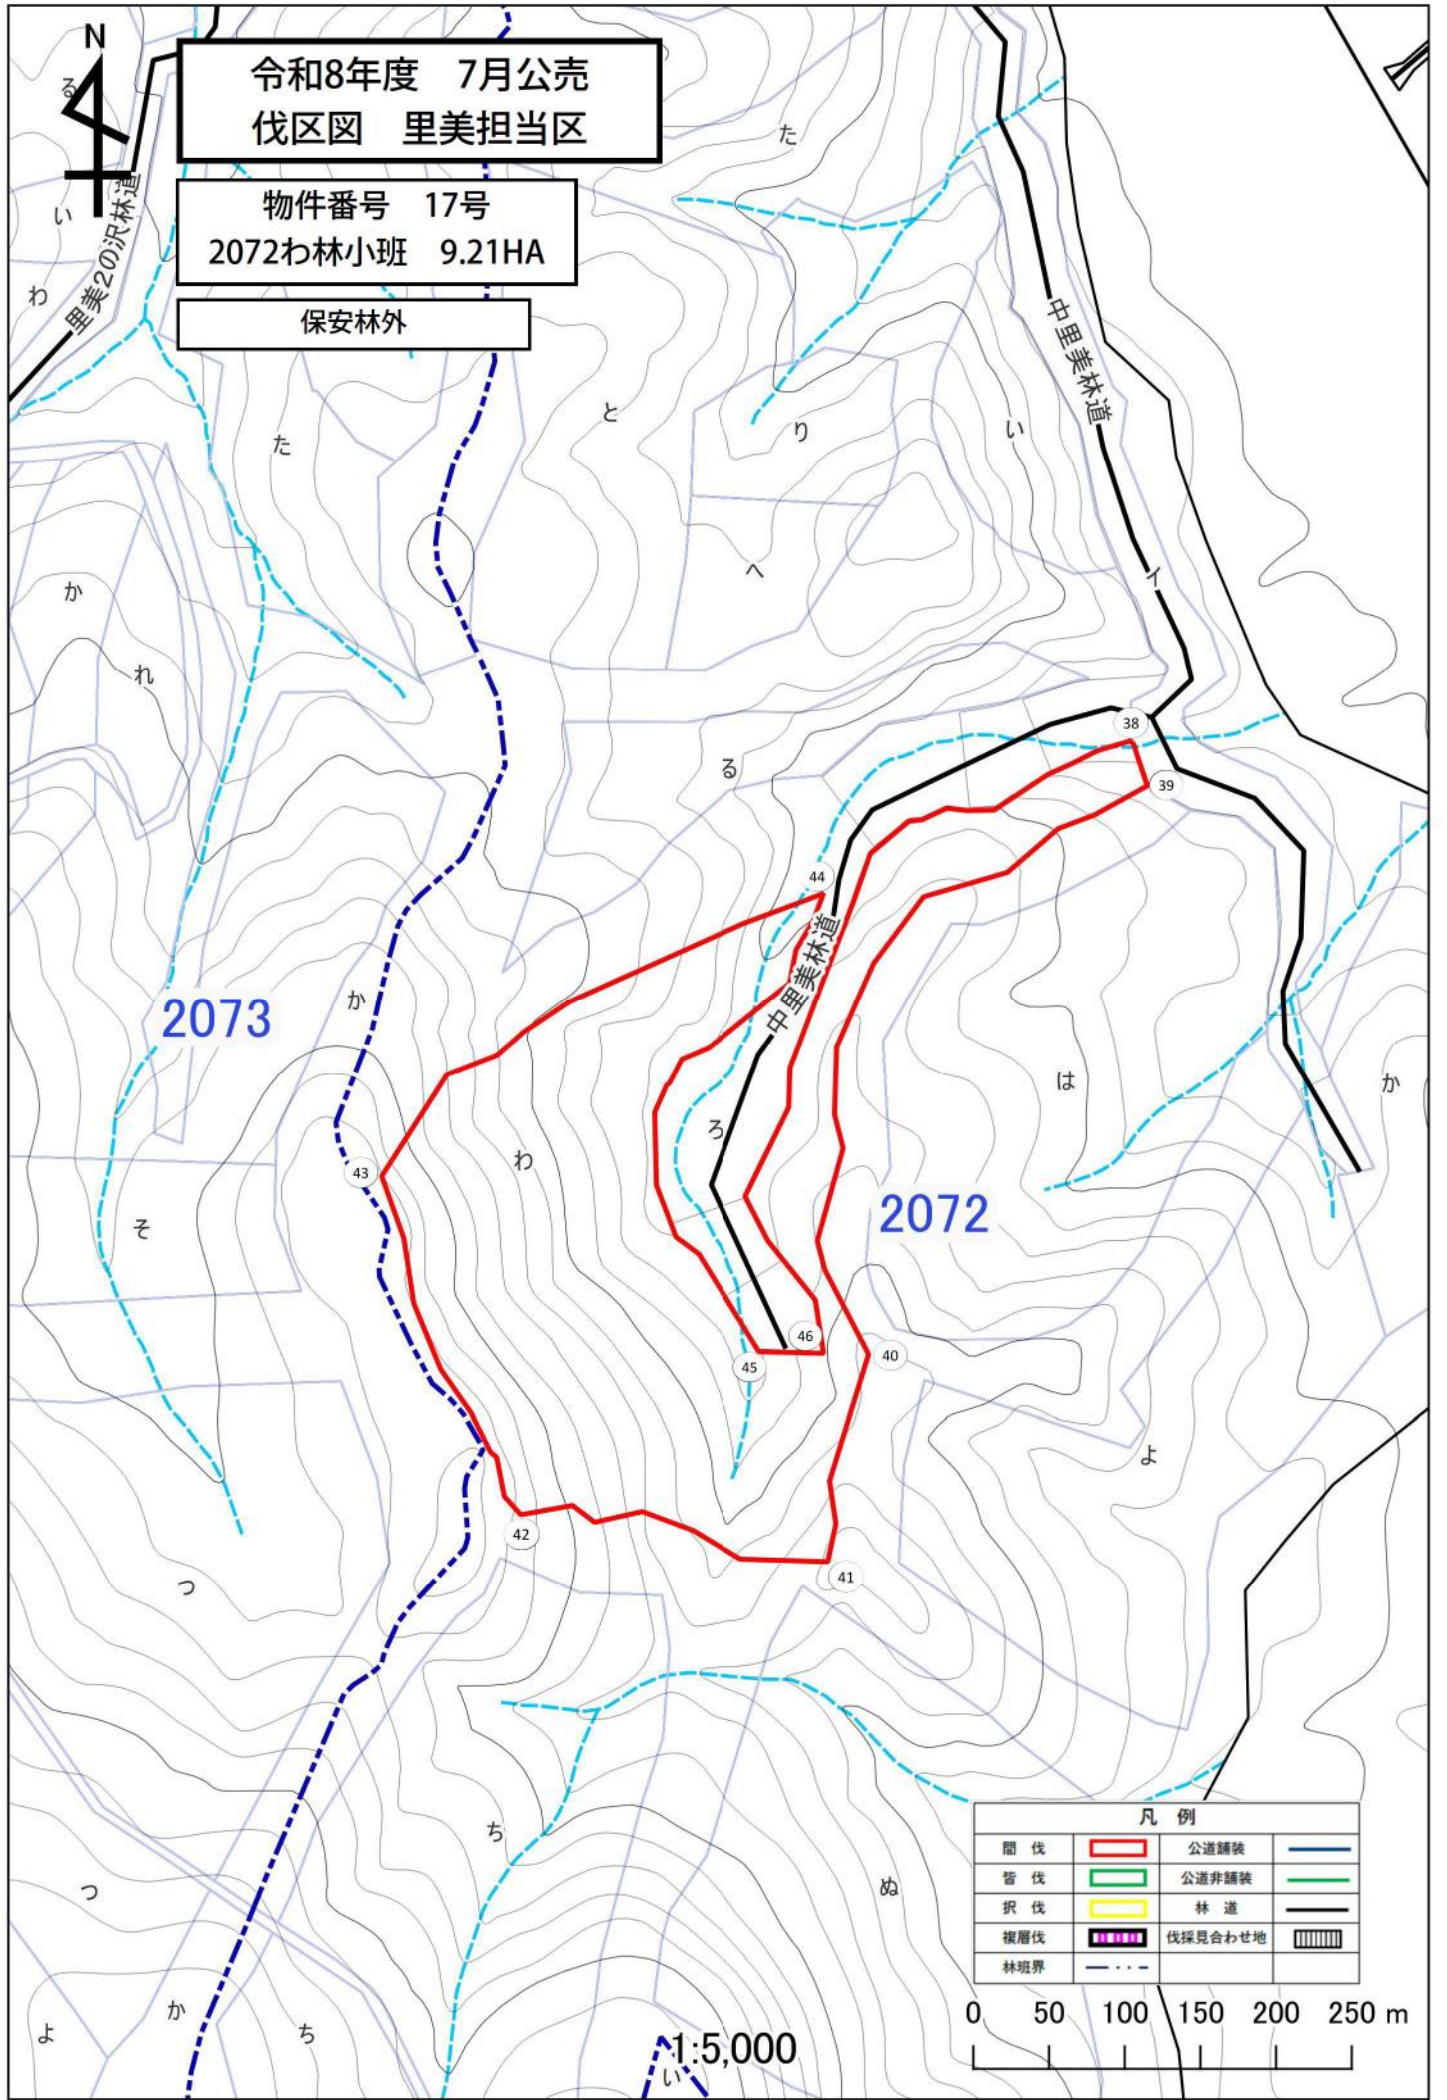 N
令和8年度　7月公売
伐区図　里美担当区
物件番号　17号
2072わ林小班　9.21HA
保安林外
る
い
わ
里美2の沢林道
た
た
と
り
い
中里美林道
へ
イ
か
れ
る
38
39
44
中里美林道
2073
か
は
か
ろ
わ
43
そ
2072
46
45
40
よ
42
41
つ
ち
つ
ぬ
か
よ
ち
い
1:5,000
凡　例
間　伐　公道舗装
皆　伐　公道非舗装
択　伐　林　道
複層伐　伐採見合わせ地
林班界
0　50　100　150　200　250 m